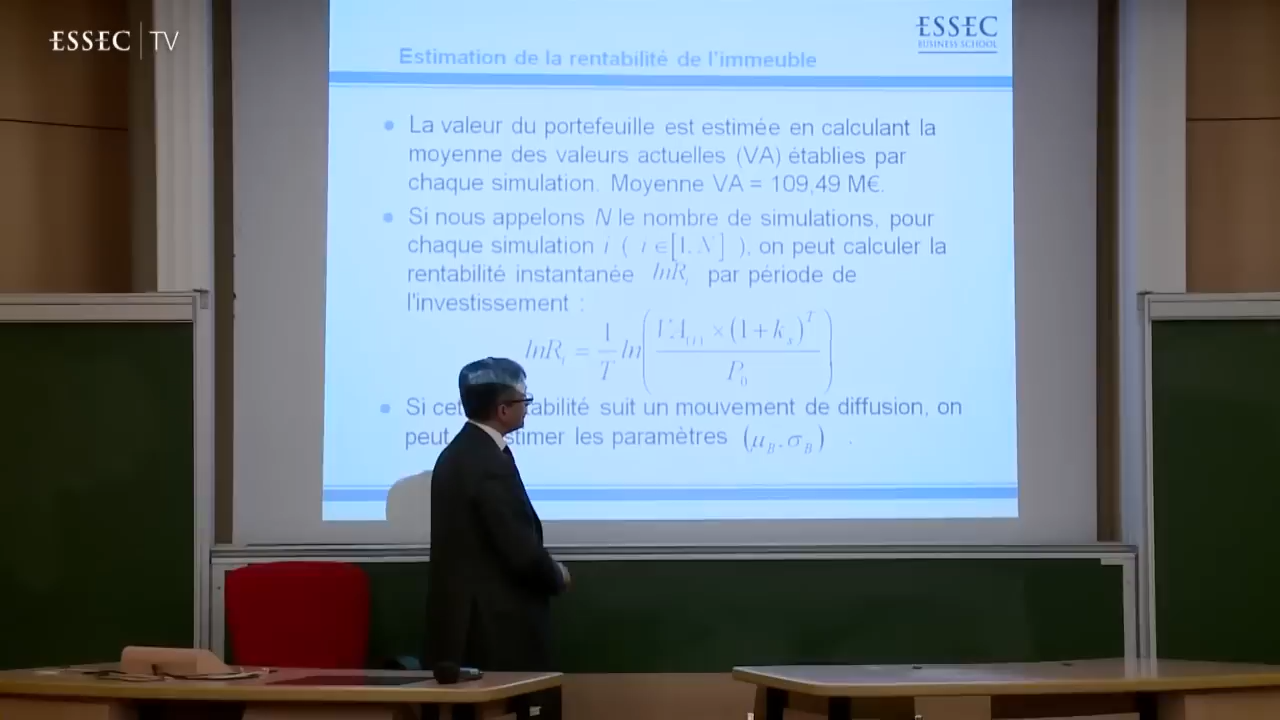 ESSEC | TV
ESSEC
BUSINESS SCHOOL
Estimation de la rentabilité de l'immeuble
• La valeur du portefeuille est estimée en calculant la
moyenne des valeurs actuelles (VA) établies par
chaque simulation. Moyenne VA = 109,49 M€.
• Si nous appelons N le nombre de simulations, pour
chaque simulation i ( i ∈ [1, N] ), on peut calculer la
rentabilité instantanée lnR_i par période de
l'investissement :
lnR_i = 1/T ln( VA_(i) × (1 + k_s)^T / P_0 )
• Si abilité suit un mouvement de diffusion, on
peut stimer les paramètres (μ_B, σ_B) .